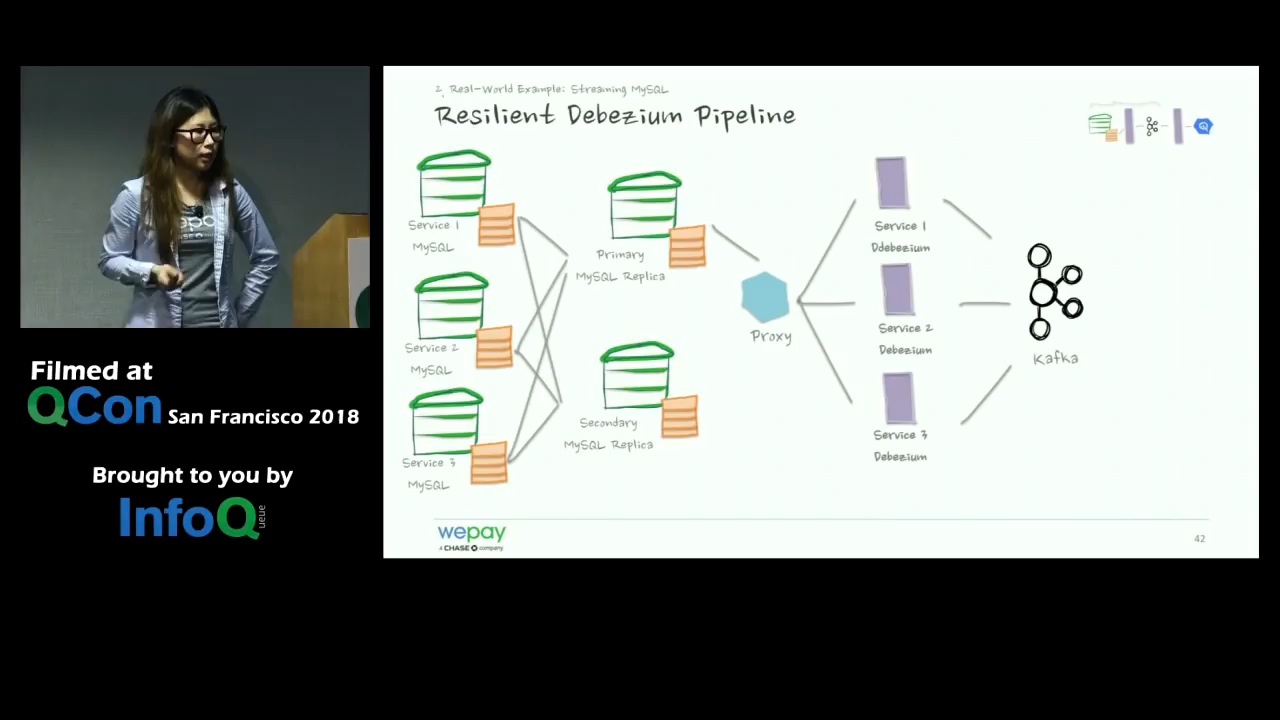 2. Real-World Example: Streaming MySQL
Resilient Debezium Pipeline
Service 1
MySQL
Service 2
MySQL
Service 3
MySQL
Primary
MySQL Replica
Secondary
MySQL Replica
Proxy
Service 1
Ddebezium
Service 2
Debezium
Service 3
Debezium
Kafka
wepay
a CHASE company
42
Filmed at
QCon San Francisco 2018
Brought to you by
InfoQ
ueue